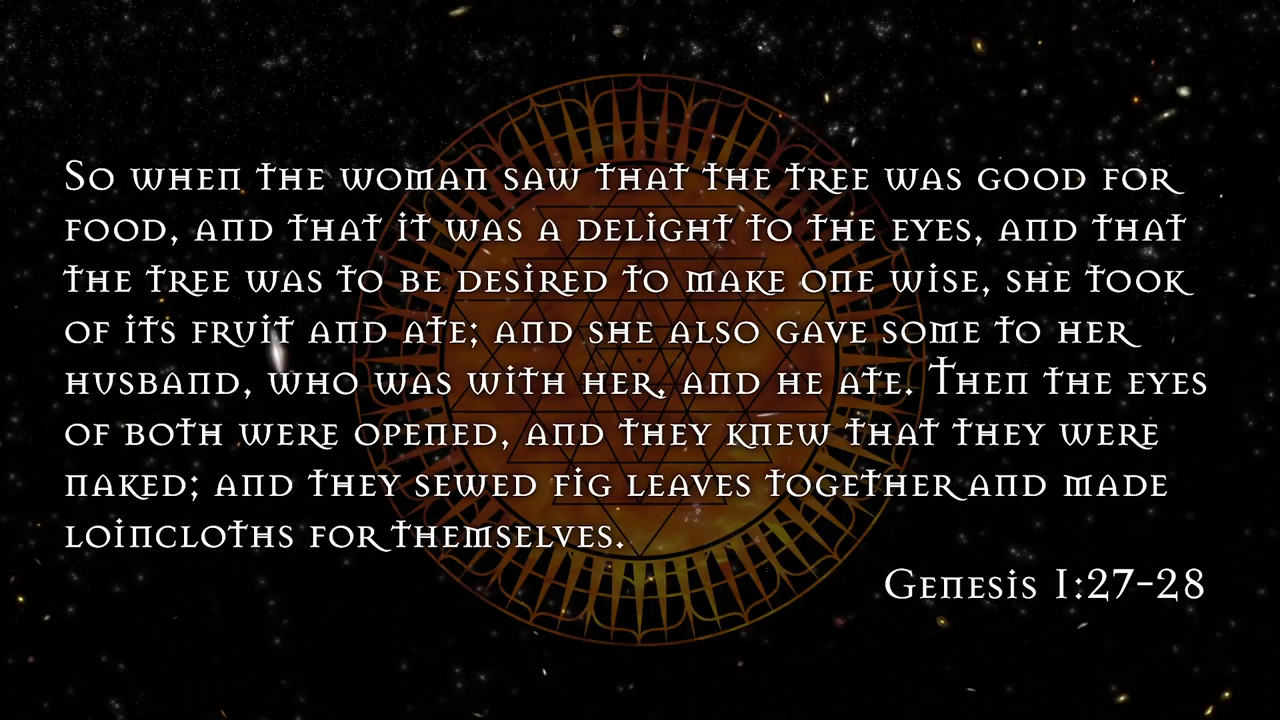 So when the woman saw that the tree was good for
food, and that it was a delight to the eyes, and that
the tree was to be desired to make one wise, she took
of its fruit and ate; and she also gave some to her
husband, who was with her, and he ate. Then the eyes
of both were opened, and they knew that they were
naked; and they sewed fig leaves together and made
loincloths for themselves.
Genesis 1:27-28